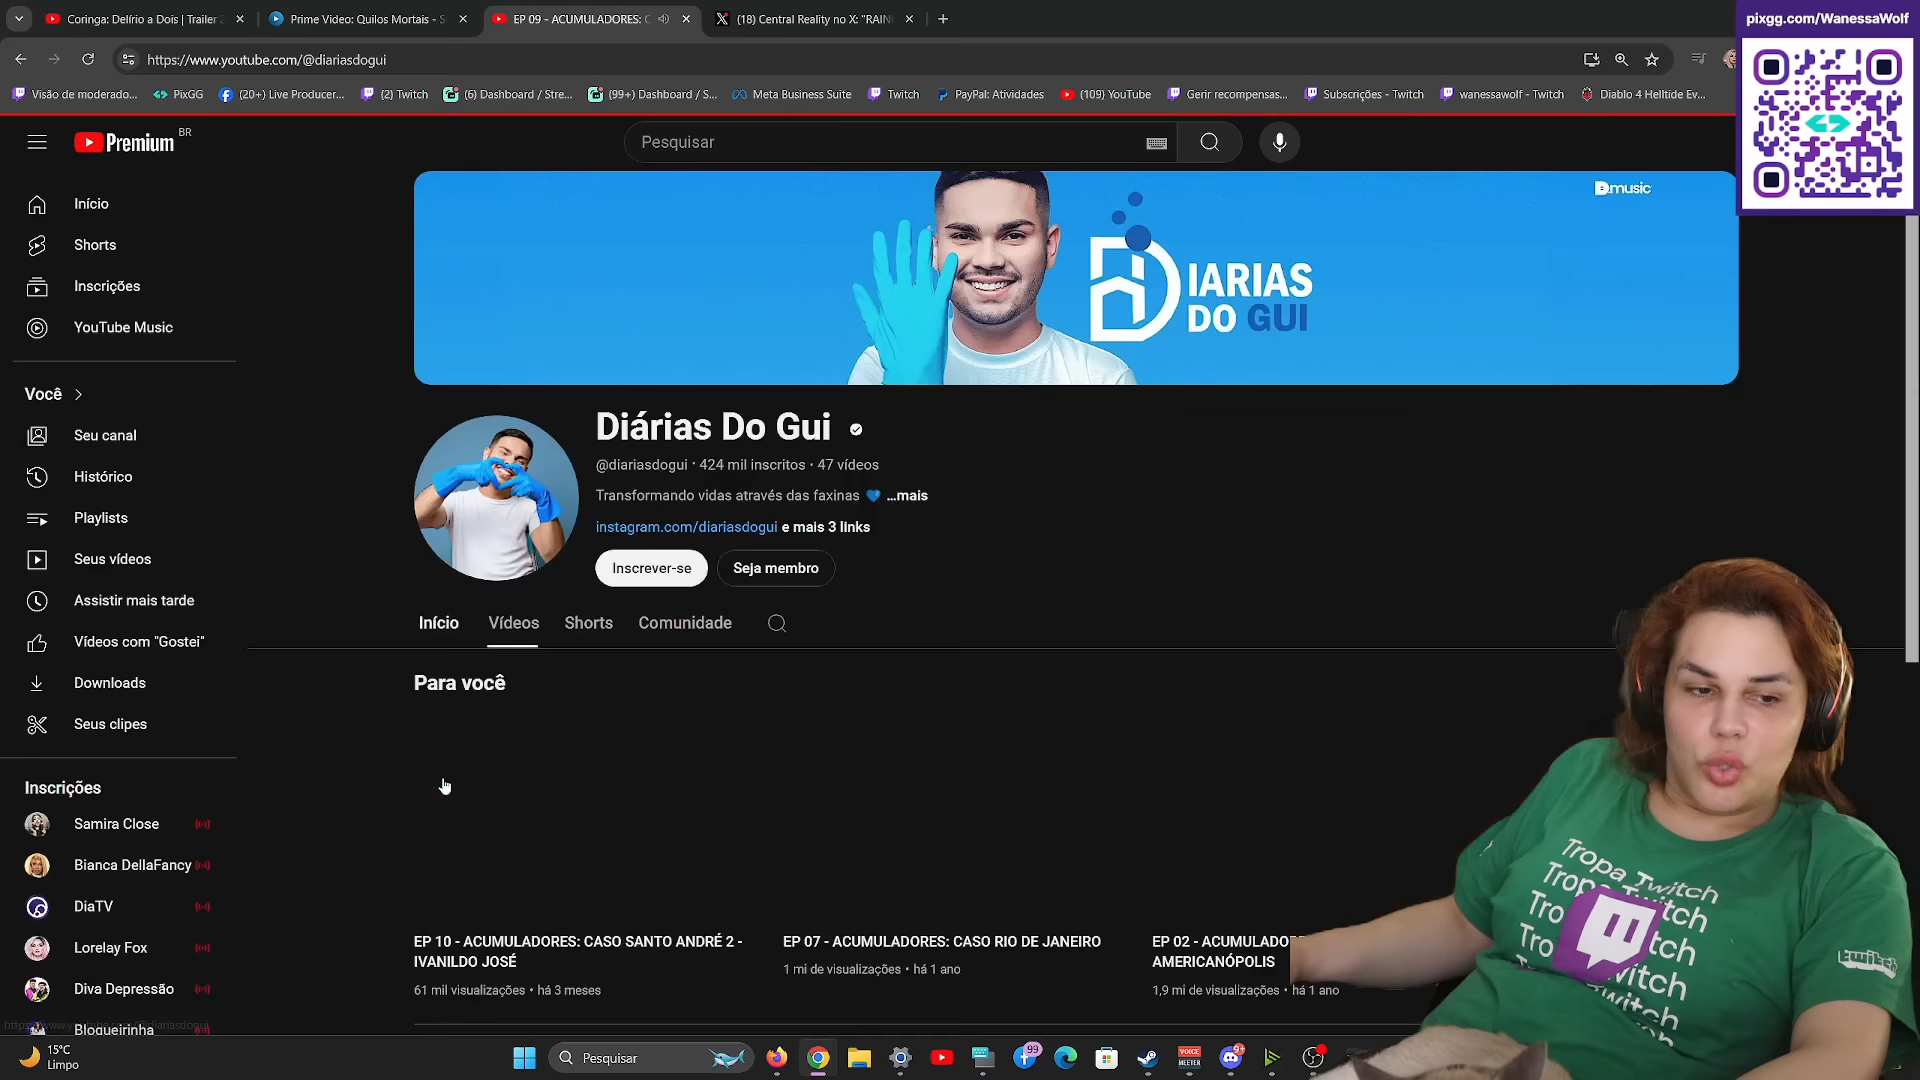 Coringa: Delírio a Dois | Trailer 2
Prime Video: Quilos Mortais - S
EP 09 - ACUMULADORES: C
(18) Central Reality no X: "RAIN
pixgg.com/WanessaWolf
https://www.youtube.com/@diariasdogui
Visão de moderado...
PixGG
(20+) Live Producer...
(2) Twitch
(6) Dashboard / Stre...
(99+) Dashboard / S...
Meta Business Suite
Twitch
PayPal: Atividades
(109) YouTube
Gerir recompensas...
Subscrições - Twitch
wanessawolf - Twitch
Diablo 4 Helltide Ev...
Premium BR
Pesquisar
Início
Shorts
Inscrições
YouTube Music
Você
Seu canal
Histórico
Playlists
Seus vídeos
Assistir mais tarde
Vídeos com "Gostei"
Downloads
Seus clipes
Inscrições
Samira Close
Bianca DellaFancy
DiaTV
Lorelay Fox
Diva Depressão
Blogueirinha
music
DIARIAS
DO GUI
Diárias Do Gui
@diariasdogui · 424 mil inscritos · 47 vídeos
Transformando vidas através das faxinas 💙 ...mais
instagram.com/diariasdogui e mais 3 links
Inscrever-se
Seja membro
Início
Vídeos
Shorts
Comunidade
Para você
EP 10 - ACUMULADORES: CASO SANTO ANDRÉ 2 -
IVANILDO JOSÉ
61 mil visualizações · há 3 meses
EP 07 - ACUMULADORES: CASO RIO DE JANEIRO
1 mi de visualizações · há 1 ano
EP 02 - ACUMULADO
AMERICANÓPOLIS
1,9 mi de visualizações · há 1 ano
Tropa Twitch
twitch
15°C
Limpo
Pesquisar
99
VOICE
MEETER
9+